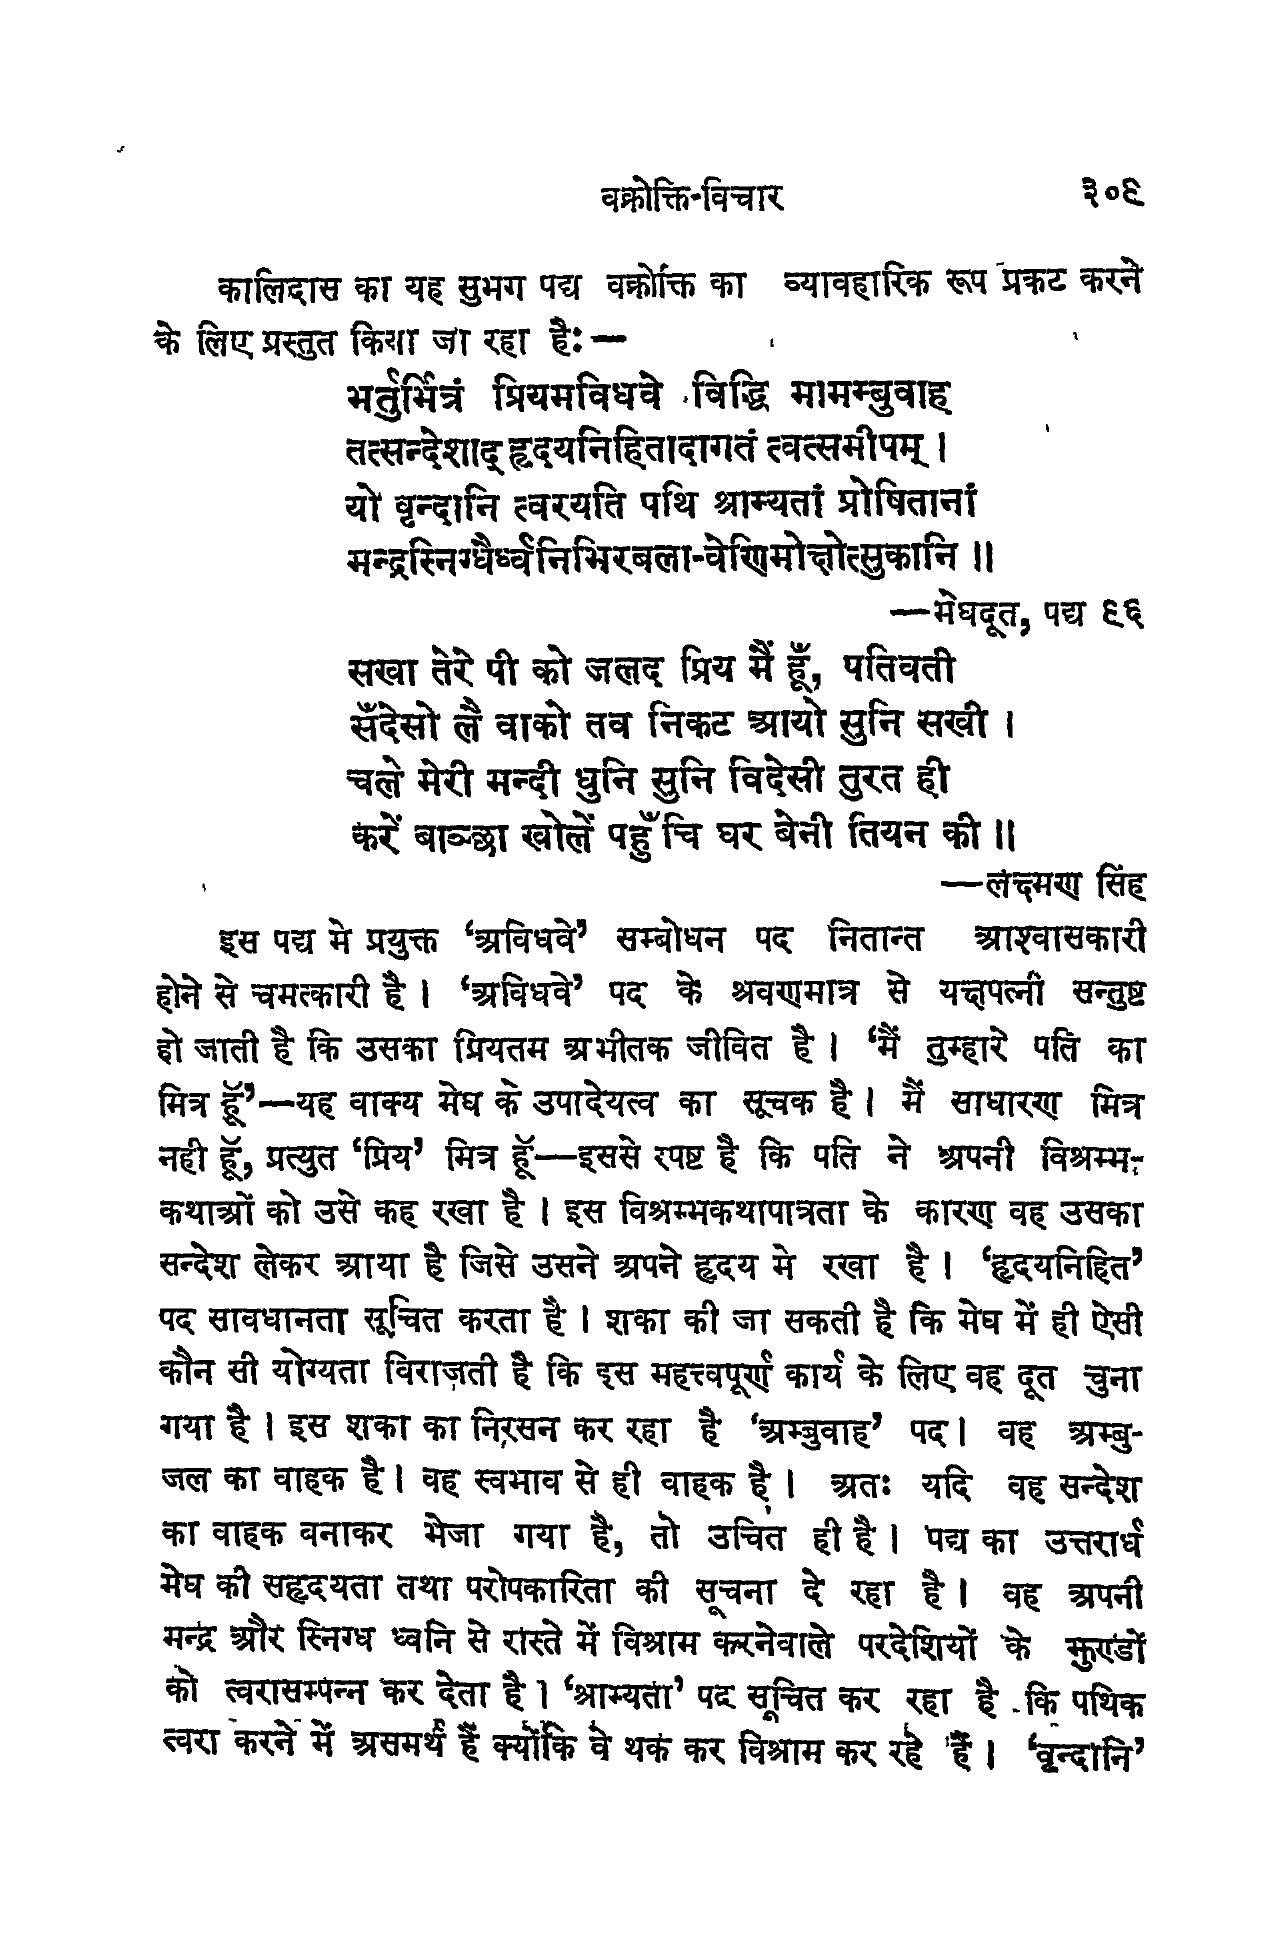 वक्रोक्ति-विचार ३०९
कालिदास का यह सुभग पद्य वक्रोक्ति का व्यावहारिक रूप प्रकट करने
के लिए प्रस्तुत किया जा रहा है:—
भर्तुर्मित्रं प्रियमविधवे विद्धि मामम्बुवाह
तत्सन्देशाद् हृदयनिहितादागतं त्वत्समीपम् ।
यो वृन्दानि त्वरयति पथि श्राम्यतां प्रोषितानां
मन्द्रस्निग्धैर्ध्वनिभिरबला-वेणिमोक्षोत्सुकानि ॥
—मेघदूत, पद्य ९६
सखा तेरे पी को जलद प्रिय मैं हूँ, पतिवती
सँदेसो लै वाको तव निकट आयो सुनि सखी ।
चले मेरी मन्दी धुनि सुनि विदेसी तुरत ही
करें बाञ्छा खोलें पहुँचि घर बेनी तियन की ॥
—लक्ष्मण सिंह
इस पद्य मे प्रयुक्त ‘अविधवे’ सम्बोधन पद नितान्त आश्वासकारी
होने से चमत्कारी है । ‘अविधवे’ पद के श्रवणमात्र से यक्षपत्नी सन्तुष्ट
हो जाती है कि उसका प्रियतम अभीतक जीवित है । ‘मैं तुम्हारे पति का
मित्र हूँ’—यह वाक्य मेघ के उपादेयत्व का सूचक है । मैं साधारण मित्र
नही हूँ, प्रत्युत ‘प्रिय’ मित्र हूँ—इससे स्पष्ट है कि पति ने अपनी विश्रम्भ-
कथाओं को उसे कह रखा है । इस विश्रम्भकथापात्रता के कारण वह उसका
सन्देश लेकर आया है जिसे उसने अपने हृदय मे रखा है । ‘हृदयनिहित’
पद सावधानता सूचित करता है । शका की जा सकती है कि मेघ में ही ऐसी
कौन सी योग्यता विराजती है कि इस महत्त्वपूर्ण कार्य के लिए वह दूत चुना
गया है । इस शका का निरसन कर रहा है ‘अम्बुवाह’ पद । वह अम्बु-
जल का वाहक है । वह स्वभाव से ही वाहक है । अतः यदि वह सन्देश
का वाहक बनाकर भेजा गया है, तो उचित ही है । पद्य का उत्तरार्ध
मेघ की सहृदयता तथा परोपकारिता की सूचना दे रहा है । वह अपनी
मन्द्र और स्निग्ध ध्वनि से रास्ते में विश्राम करनेवाले परदेशियों के झुण्डों
को त्वरासम्पन्न कर देता है । ‘श्राम्यता’ पद सूचित कर रहा है कि पथिक
त्वरा करने में असमर्थ हैं क्योंकि वे थक कर विश्राम कर रहे हैं । ‘वृन्दानि’